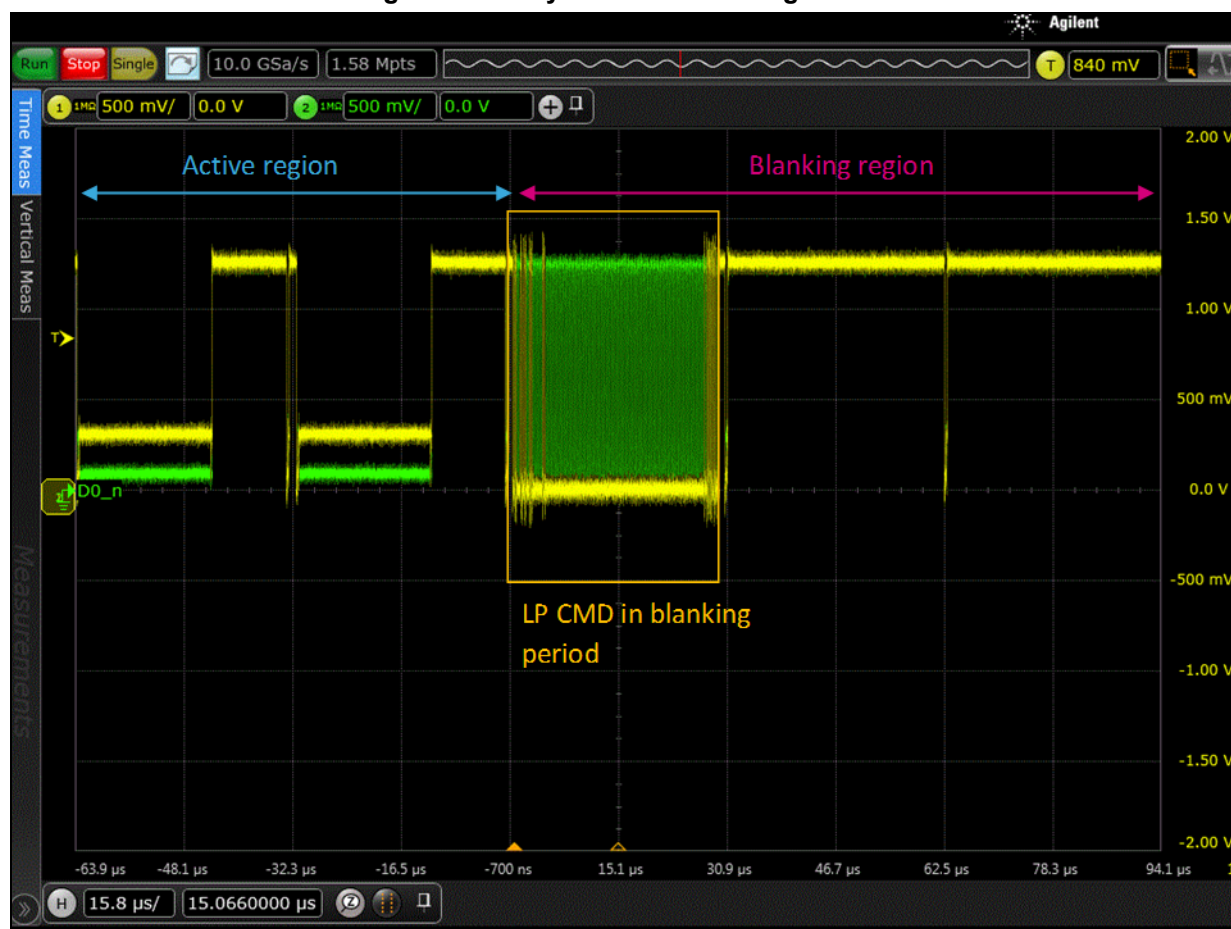 Agilent
Run Stop Single 10.0 GSa/s 1.58 Mpts T 840 mV
1 1MΩ 500 mV/ 0.0 V 2 1MΩ 500 mV/ 0.0 V
Time Meas
Vertical Meas
Measurements
Active region
Blanking region
2.00 V
1.50 V
1.00 V
T
500 mV
D0_n
2
0.0 V
-500 mV
LP CMD in blanking
period
-1.00 V
-1.50 V
-2.00 V
-63.9 µs -48.1 µs -32.3 µs -16.5 µs -700 ns 15.1 µs 30.9 µs 46.7 µs 62.5 µs 78.3 µs 94.1 µs
H 15.8 µs/ 15.0660000 µs Z